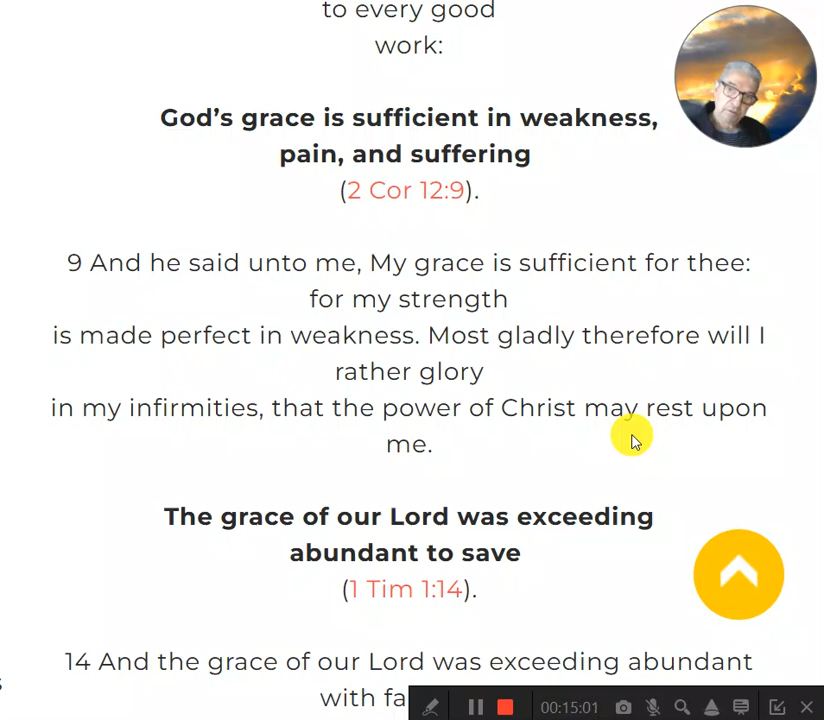 to every good
work:
God’s grace is sufficient in weakness,
pain, and suffering
(2 Cor 12:9).
9 And he said unto me, My grace is sufficient for thee:
for my strength
is made perfect in weakness. Most gladly therefore will I
rather glory
in my infirmities, that the power of Christ may rest upon
me.
The grace of our Lord was exceeding
abundant to save
(1 Tim 1:14).
14 And the grace of our Lord was exceeding abundant
s
with fa
00:15:01